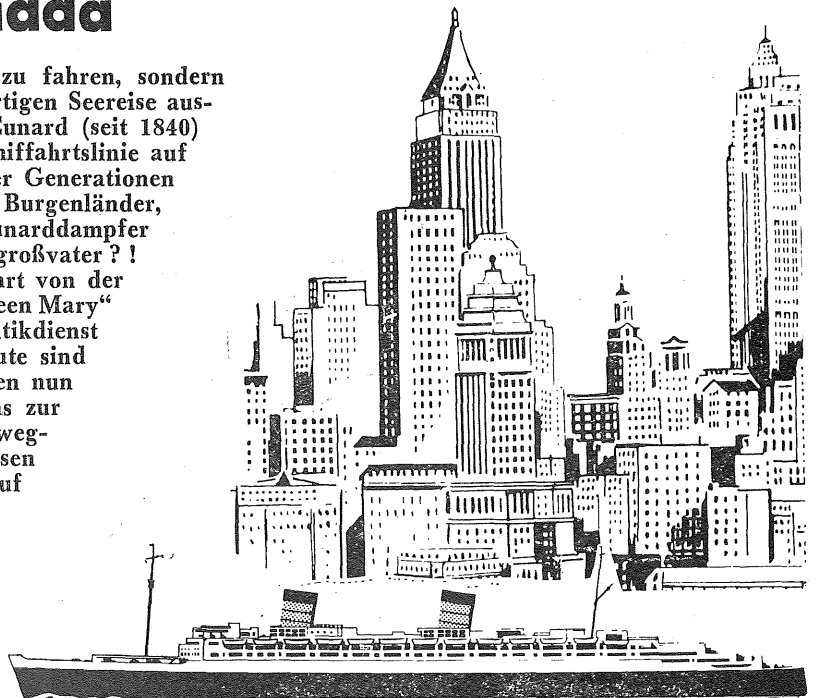 zu fahren, sondern
rtigen Seereise aus-
Cunard (seit 1840)
hiffahrtslinie auf
er Generationen
Burgenländer,
unarddampfer
großvater ? !
art von der
een Mary“
tikdienst
ute sind
en nun
as zur
weg-
sen
uf